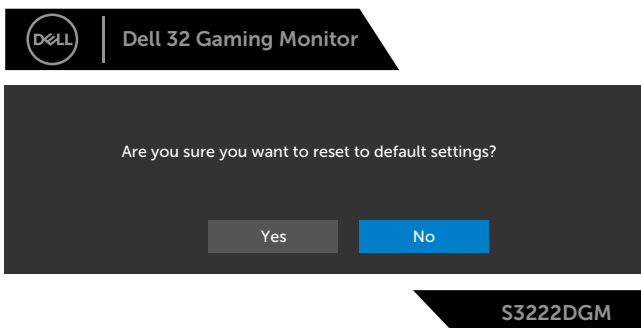 DELL
Dell 32 Gaming Monitor
Are you sure you want to reset to default settings?
Yes
No
S3222DGM